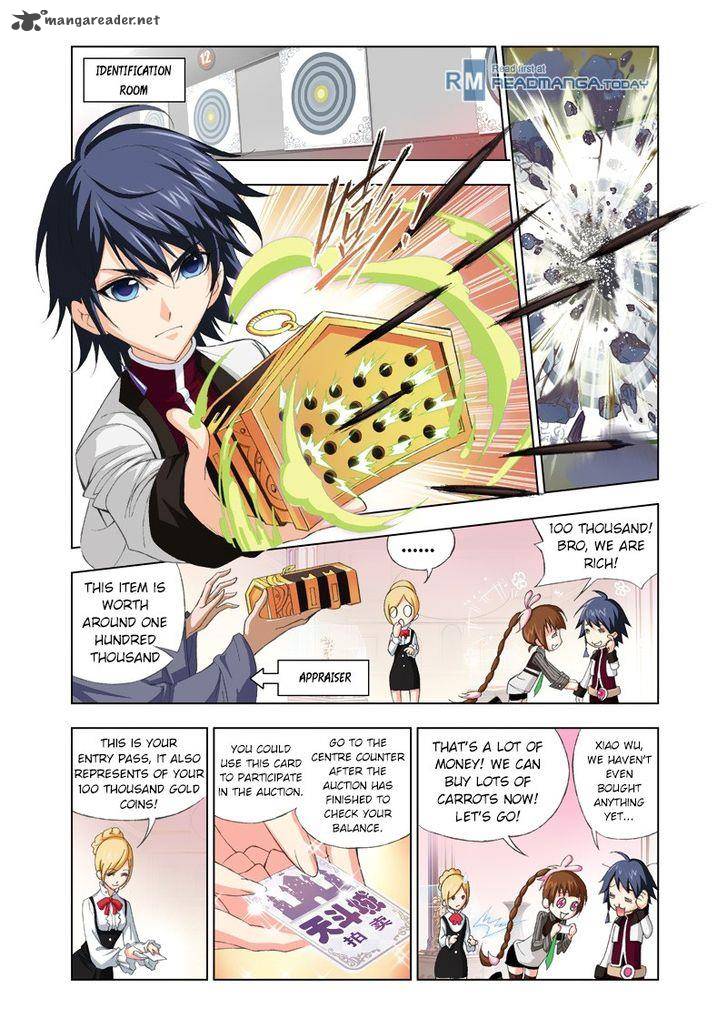 mangareader.net
IDENTIFICATION
ROOM
12
Read first at
RM READMANGA.TODAY
......
100 THOUSAND!
BRO, WE ARE
RICH!
THIS ITEM IS
WORTH
AROUND ONE
HUNDRED
THOUSAND
APPRAISER
THIS IS YOUR
ENTRY PASS, IT ALSO
REPRESENTS OF YOUR
100 THOUSAND GOLD
COINS!
YOU COULD
USE THIS CARD
TO PARTICIPATE
IN THE AUCTION.
GO TO THE
CENTRE COUNTER
AFTER THE
AUCTION HAS
FINISHED TO
CHECK YOUR
BALANCE.
天斗城
拍卖
THAT'S A LOT OF
MONEY! WE CAN
BUY LOTS OF
CARROTS NOW!
LET'S GO!
XIAO WU,
WE HAVEN'T
EVEN
BOUGHT
ANYTHING
YET...